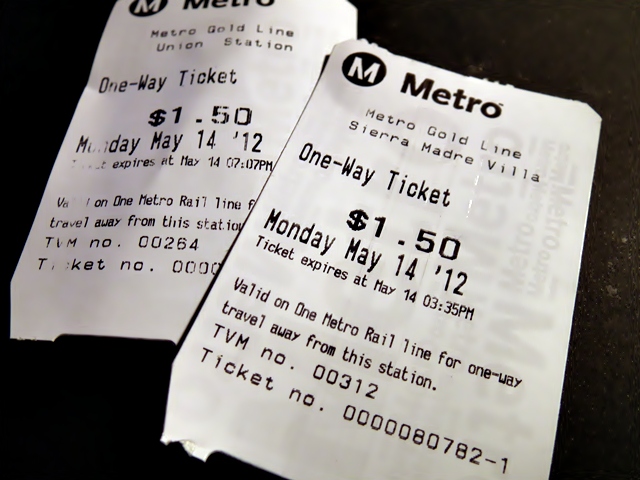 Metro
Metro Gold Line
Union Station
One-Way Ticket
$1.50
Monday May 14 '12
expires at May 14 07:07PM
on One Metro Rail line
travel away from this station
TVM no. 00264
no. 0000
M Metro
Metro Gold Line
Sierra Madre Villa
One-Way Ticket
$1.50
Monday May 14 '12
Ticket expires at May 14 03:35PM
Valid on One Metro Rail line for one-way
travel away from this station.
TVM no. 00312
Ticket no. 0000080782-1